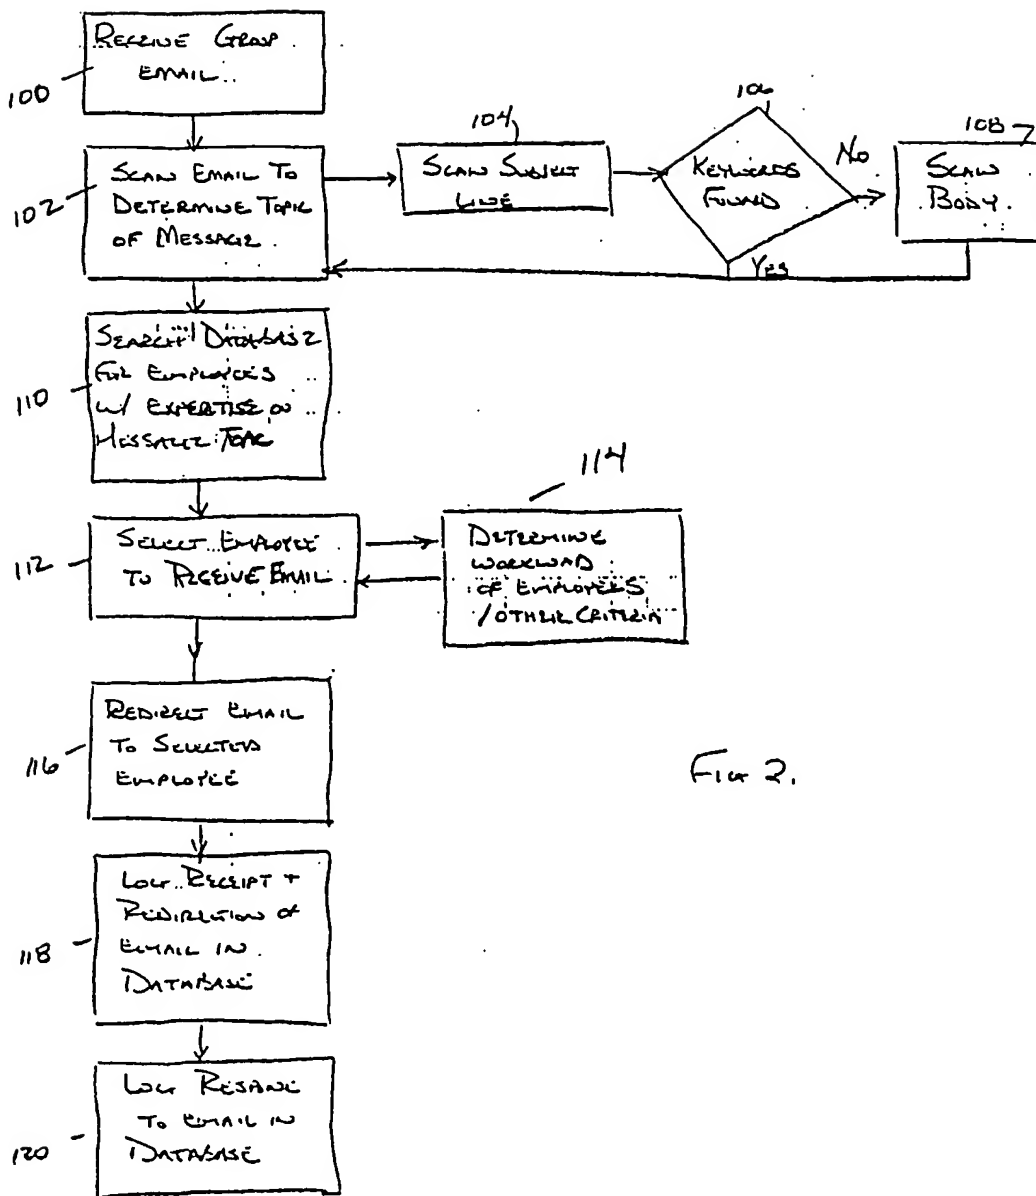 RECEIVE GROUP
EMAIL
100
102
SCAN EMAIL TO
DETERMINE TOPIC
OF MESSAGE
104
SCAN SUBJECT
LINE
106
KEYWORDS
FOUND
No
YES
108
SCAN
BODY
110
SEARCH DATABASE
FOR EMPLOYEES
W/ EXPERTISE ON
MESSAGE TOPIC
112
SELECT EMPLOYEE
TO RECEIVE EMAIL
114
DETERMINE
WORKLOAD
OF EMPLOYEES
/OTHER CRITERIA
116
REDIRECT EMAIL
TO SELECTED
EMPLOYEE
FIG 2.
118
LOG RECEIPT +
REDIRECTION OF
EMAIL IN
DATABASE
120
LOG RESPONSE
TO EMAIL IN
DATABASE